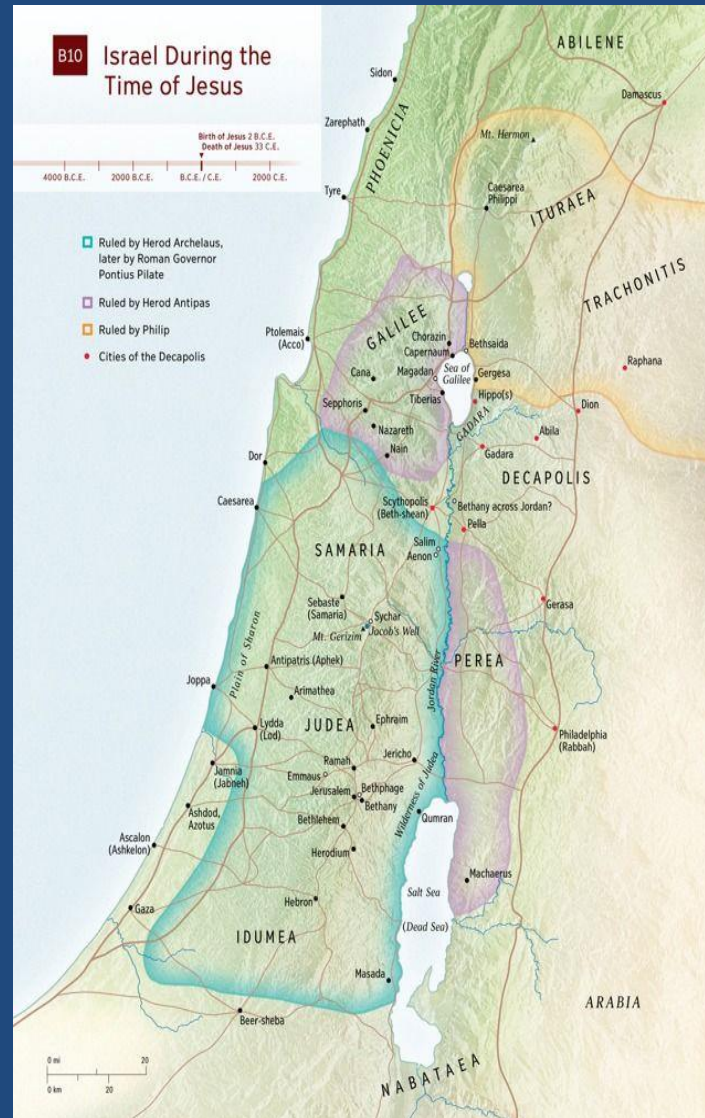 B10
Israel During the
Time of Jesus
Birth of Jesus 2 B.C.E.
Death of Jesus 33 C.E.
4000 B.C.E.
2000 B.C.E.
B.C.E. / C.E.
2000 C.E.
Ruled by Herod Archelaus,
later by Roman Governor
Pontius Pilate
Ruled by Herod Antipas
Ruled by Philip
Cities of the Decapolis
ABILENE
Sidon
Damascus
Zarephath
PHOENICIA
Mt. Hermon
Tyre
Caesarea
Philippi
ITURAEA
TRACHONITIS
Ptolemais
(Acco)
GALILEE
Chorazin
Capernaum
Bethsaida
Raphana
Cana
Magadan
Sea of
Galilee
Gergesa
Sepphoris
Tiberias
Hippo(s)
Dion
Nazareth
GADARA
Abila
Nain
Gadara
Dor
DECAPOLIS
Caesarea
Scythopolis
(Beth-shean)
Bethany across Jordan?
Pella
SAMARIA
Salim
Aenon
Sebaste
(Samaria)
Sychar
Gerasa
Mt. Gerizim
Jacob's Well
Plain of Sharon
Antipatris (Aphek)
Jordan River
PEREA
Joppa
Arimathea
Lydda
(Lod)
JUDEA
Ephraim
Philadelphia
(Rabbah)
Jamnia
(Jabneh)
Ramah
Jericho
Emmaus
Jerusalem
Bethphage
Bethany
Wilderness of Judea
Ashdod,
Azotus
Qumran
Bethlehem
Ascalon
(Ashkelon)
Herodium
Machaerus
Salt Sea
(Dead Sea)
Gaza
Hebron
IDUMEA
Masada
ARABIA
Beer-sheba
NABATAEA
0 mi
20
0 km
20